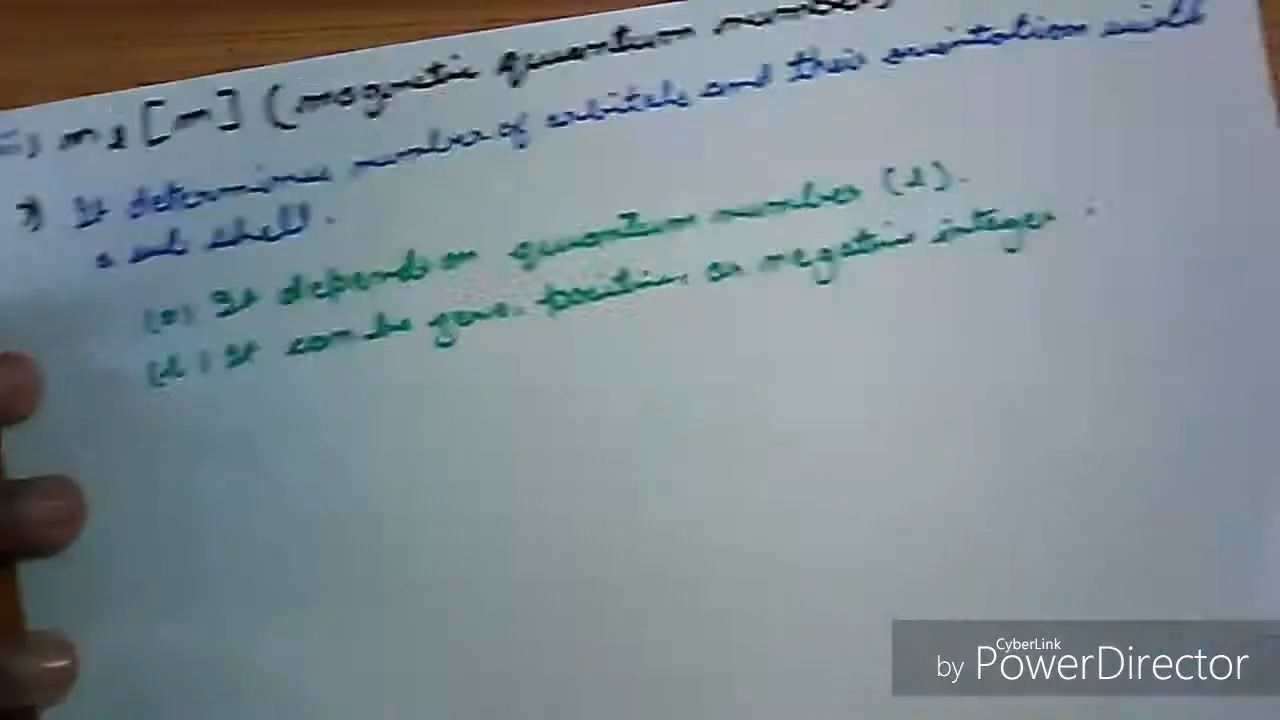 m l [m] (magnetic quantum number)
It determines number of orbitals and their orientation
a sub shell.
(a) It depends on quantum number (l).
(b) It can be zero, positive, or negative integer
CyberLink
by PowerDirector